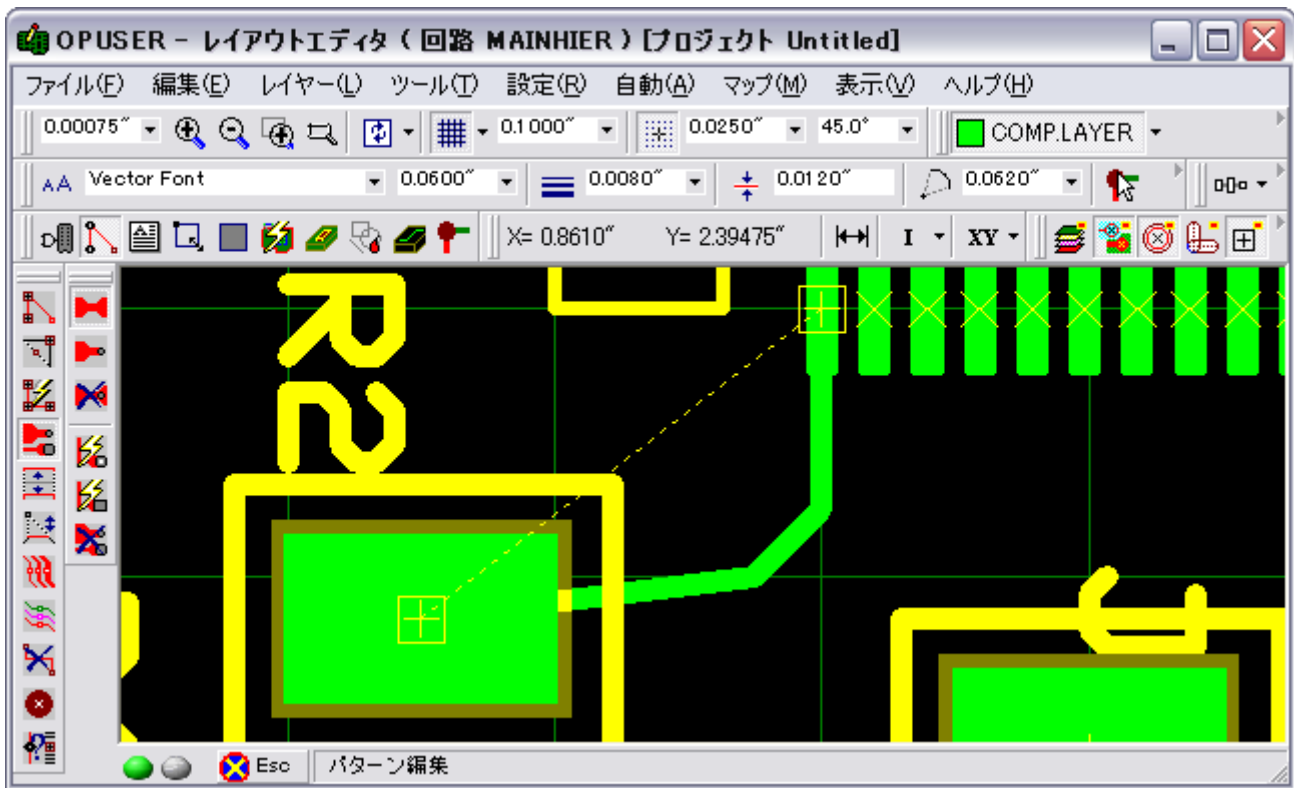 OPUSER - レイアウトエディタ ( 回路 MAINHIER ) [プロジェクト Untitled]
ファイル(F) 編集(E) レイヤー(L) ツール(T) 設定(R) 自動(A) マップ(M) 表示(V) ヘルプ(H)
0.00075" 0.1000" 0.0250" 45.0° COMP.LAYER
AA Vector Font 0.0600" 0.0080" 0.0120" 0.0620"
X= 0.8610" Y= 2.39475" I XY
R2
Esc パターン編集